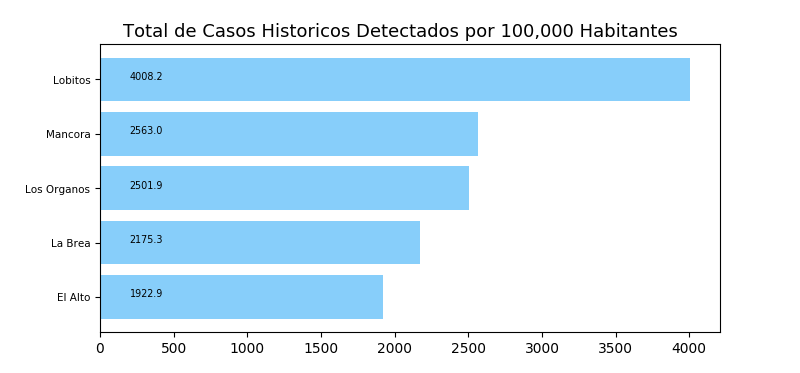 Total de Casos Historicos Detectados por 100,000 Habitantes
Lobitos 4008.2
Mancora 2563.0
Los Organos 2501.9
La Brea 2175.3
El Alto 1922.9
0 500 1000 1500 2000 2500 3000 3500 4000